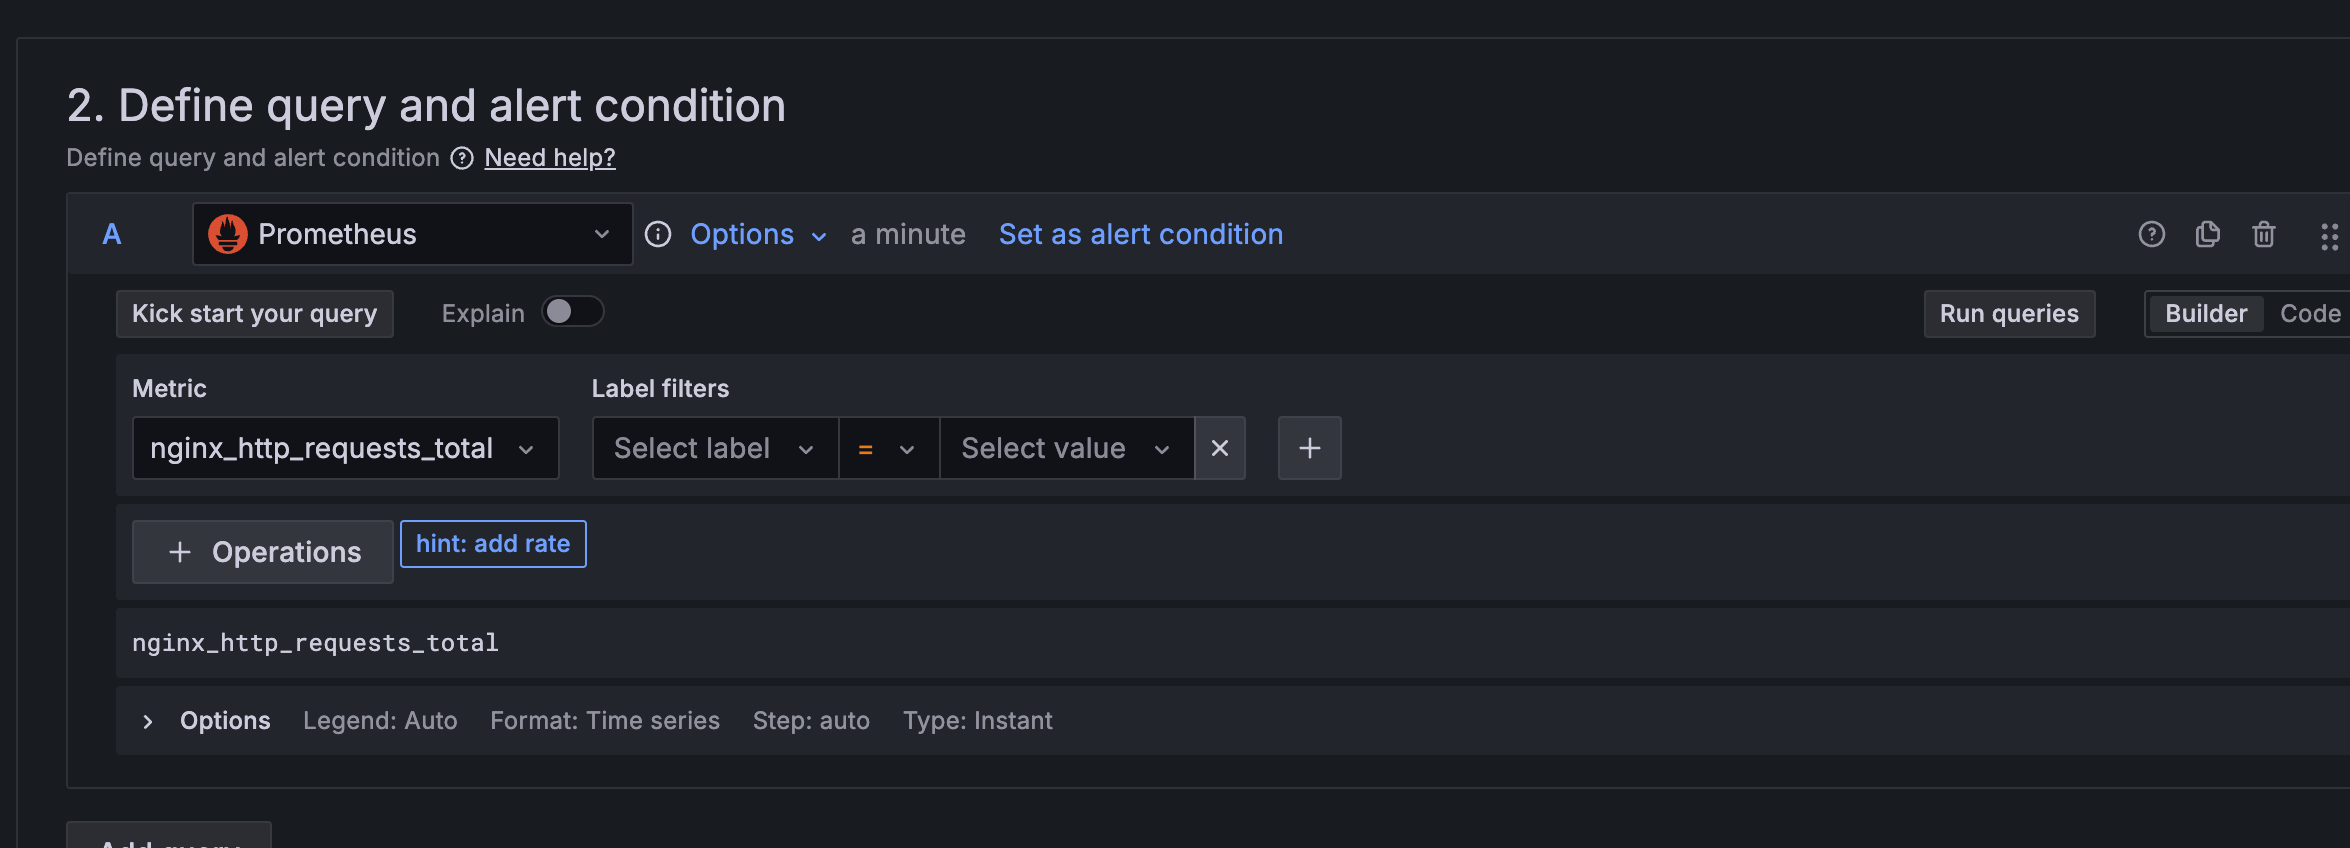 2. Define query and alert condition
Define query and alert condition Need help?
A Prometheus Options a minute Set as alert condition
Kick start your query Explain Run queries Builder Code
Metric Label filters
nginx_http_requests_total Select label = Select value
+ Operations hint: add rate
nginx_http_requests_total
Options Legend: Auto Format: Time series Step: auto Type: Instant
Add query